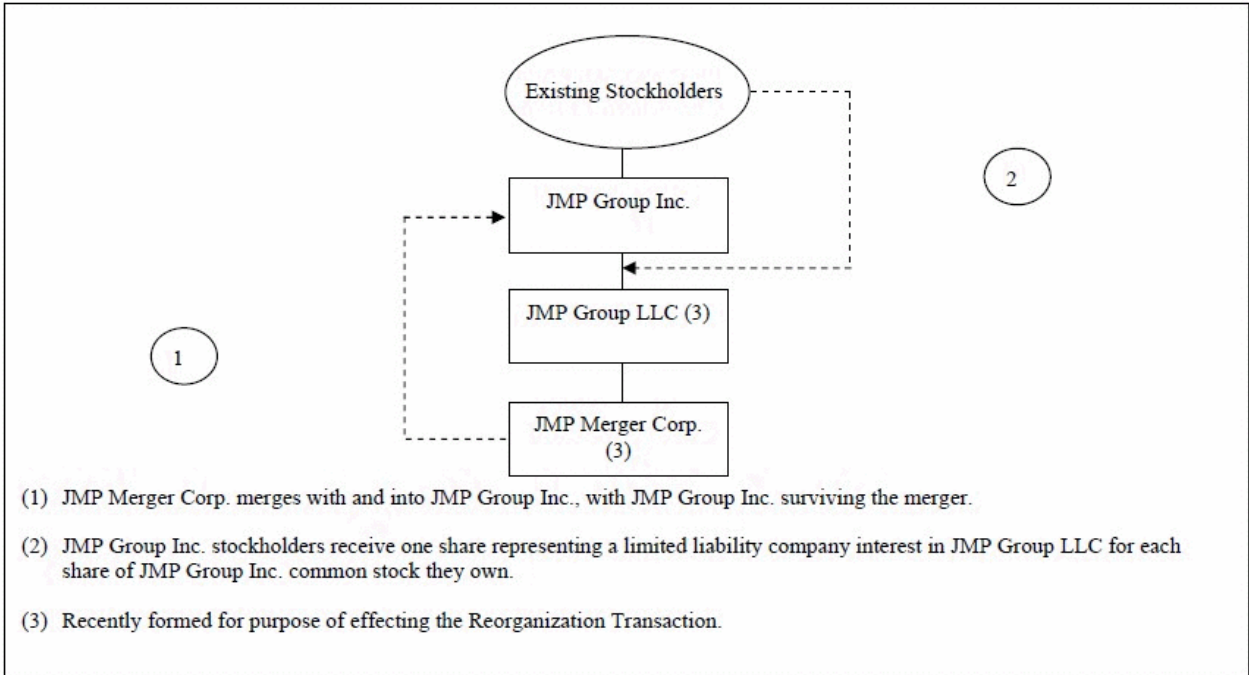 Existing Stockholders
2
JMP Group Inc.
JMP Group LLC (3)
1
JMP Merger Corp.
(3)
(1) JMP Merger Corp. merges with and into JMP Group Inc., with JMP Group Inc. surviving the merger.
(2) JMP Group Inc. stockholders receive one share representing a limited liability company interest in JMP Group LLC for each
share of JMP Group Inc. common stock they own.
(3) Recently formed for purpose of effecting the Reorganization Transaction.